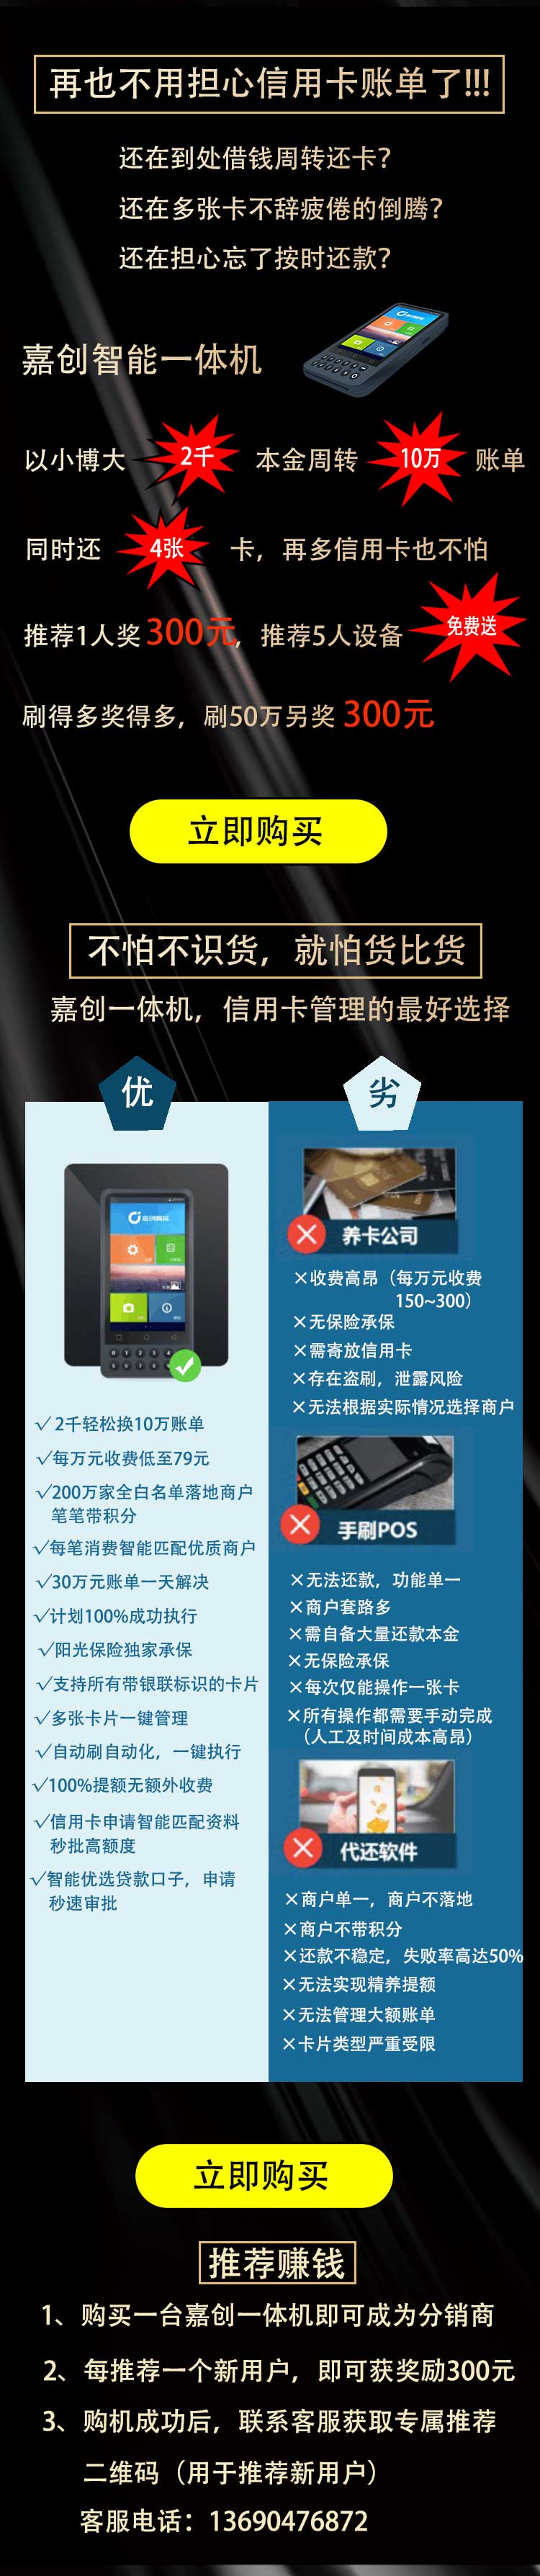 再也不用担心信用卡账单了!!!
还在到处借钱周转还卡?
还在多张卡不辞疲倦的倒腾?
还在担心忘了按时还款?
嘉创智能一体机
以小博大 2千 本金周转 10万 账单
同时还 4张 卡，再多信用卡也不怕
推荐1人奖300元，推荐5人设备 免费送
刷得多奖得多，刷50万另奖 300元
立即购买
不怕不识货，就怕货比货
嘉创一体机，信用卡管理的最好选择
优
√2千轻松换10万账单
√每万元收费低至79元
√200万家全白名单落地商户
笔笔带积分
√每笔消费智能匹配优质商户
√30万元账单一天解决
√计划100%成功执行
√阳光保险独家承保
√支持所有带银联标识的卡片
√多张卡片一键管理
√自动刷自动化，一键执行
√100%提额无额外收费
√信用卡申请智能匹配资料
秒批高额度
√智能优选贷款口子，申请
秒速审批
劣
养卡公司
×收费高昂（每万元收费
150~300）
×无保险承保
×需寄放信用卡
×存在盗刷，泄露风险
×无法根据实际情况选择商户
手刷POS
×无法还款，功能单一
×商户套路多
×需自备大量还款本金
×无保险承保
×每次仅能操作一张卡
×所有操作都需要手动完成
（人工及时间成本高昂）
代还软件
×商户单一，商户不落地
×商户不带积分
×还款不稳定，失败率高达50%
×无法实现精养提额
×无法管理大额账单
×卡片类型严重受限
立即购买
推荐赚钱
1、购买一台嘉创一体机即可成为分销商
2、每推荐一个新用户，即可获奖励300元
3、购机成功后，联系客服获取专属推荐
二维码（用于推荐新用户）
客服电话：13690476872